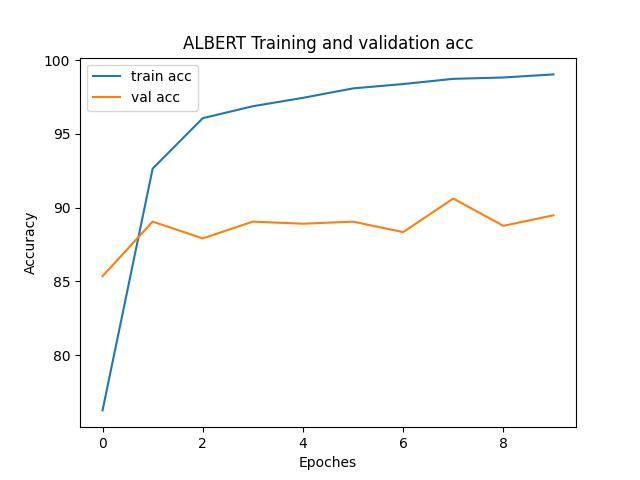 ALBERT Training and validation acc
train acc
val acc
100
95
90
85
80
Accuracy
0 2 4 6 8
Epoches